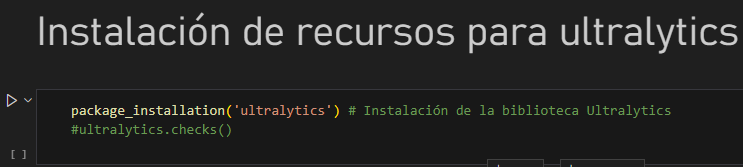 Instalación de recursos para ultralytics
package_installation('ultralytics') # Instalación de la biblioteca Ultralytics
#ultralytics.checks()
[ ]